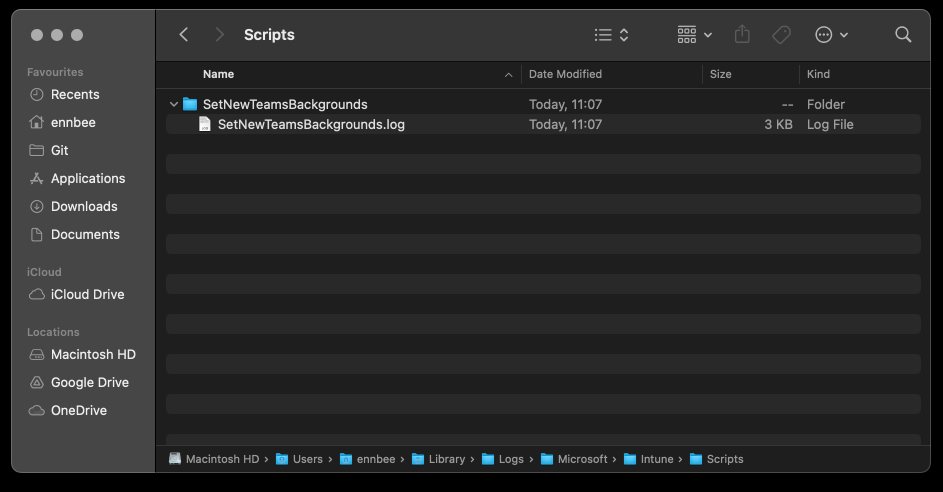 Scripts
Favourites
Recents
ennbee
Git
Applications
Downloads
Documents
iCloud
iCloud Drive
Locations
Macintosh HD
Google Drive
OneDrive
Name Date Modified Size Kind
SetNewTeamsBackgrounds Today, 11:07 -- Folder
SetNewTeamsBackgrounds.log Today, 11:07 3 KB Log File
Macintosh HD › Users › ennbee › Library › Logs › Microsoft › Intune › Scripts